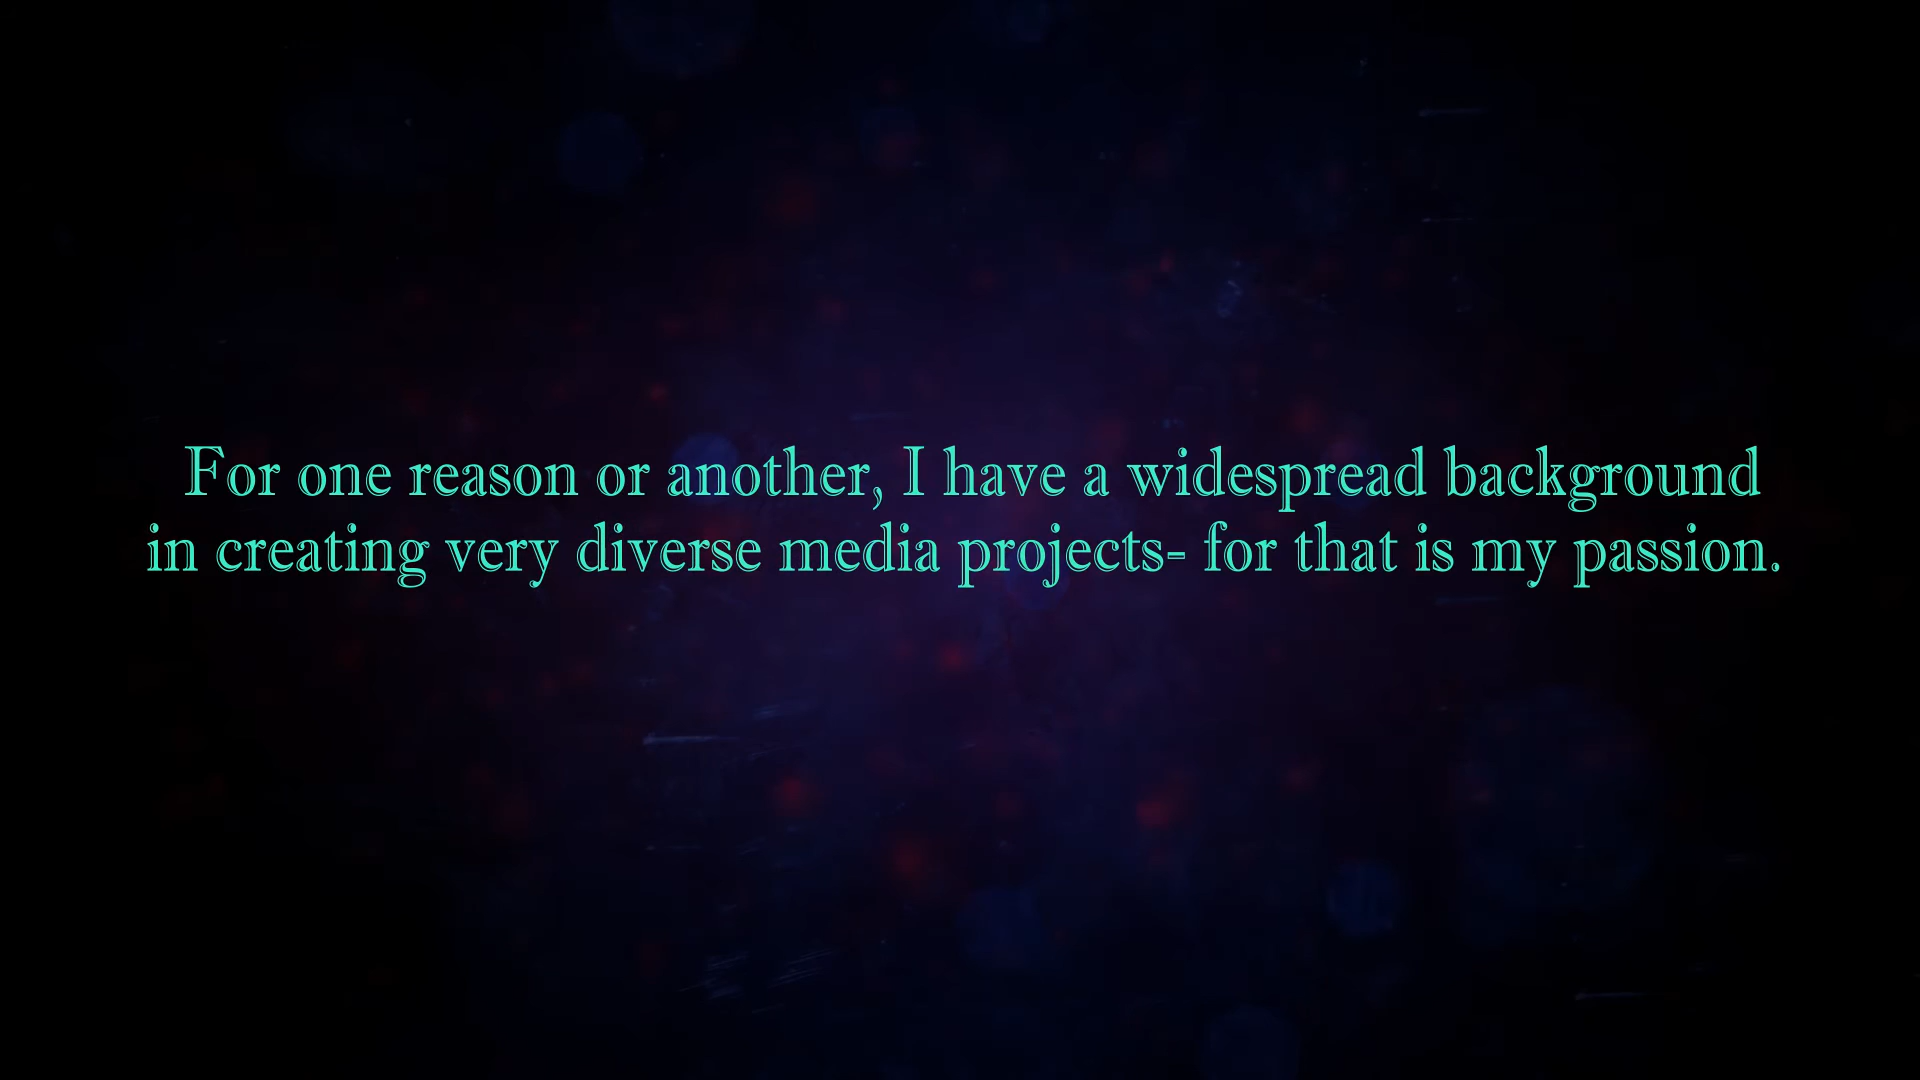 For one reason or another, I have a widespread background
in creating very diverse media projects- for that is my passion.